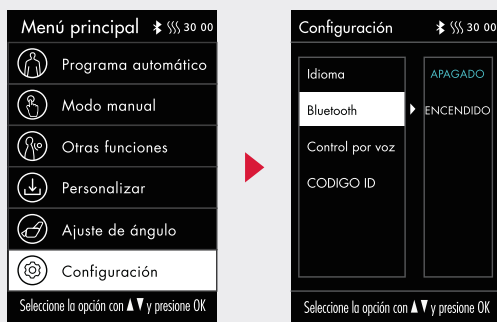 Menú principal 30 00
Programa automático
Modo manual
Otras funciones
Personalizar
Ajuste de ángulo
Configuración
Seleccione la opción con ▲▼ y presione OK
Configuración 30 00
Idioma
Bluetooth
Control por voz
CODIGO ID
APAGADO
ENCENDIDO
Seleccione la opción con ▲▼ y presione OK